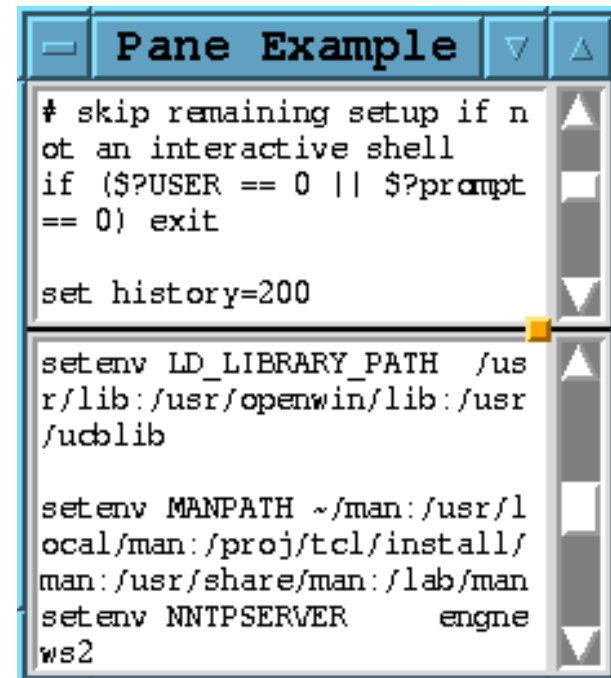 Pane Example
# skip remaining setup if n
ot an interactive shell
if ($?USER == 0 || $?prompt
== 0) exit

set history=200
setenv LD_LIBRARY_PATH  /us
r/lib:/usr/openwin/lib:/usr
/ucblib

setenv MANPATH ~/man:/usr/l
ocal/man:/proj/tcl/install/
man:/usr/share/man:/lab/man
setenv NNTPSERVER     engne
ws2